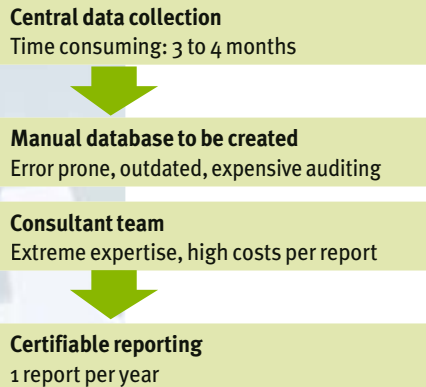 Central data collection
Time consuming: 3 to 4 months
Manual database to be created
Error prone, outdated, expensive auditing
Consultant team
Extreme expertise, high costs per report
Certifiable reporting
1 report per year